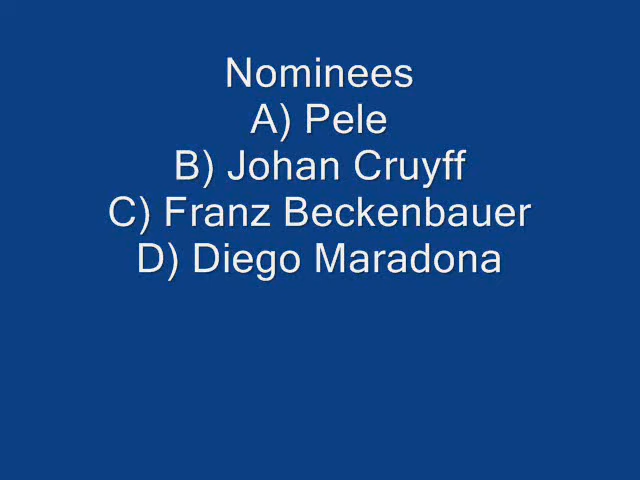 Nominees
A) Pele
B) Johan Cruyff
C) Franz Beckenbauer
D) Diego Maradona